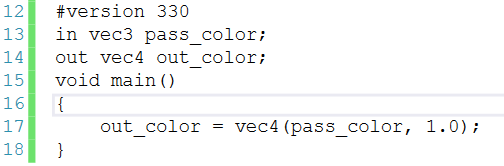 12 #version 330
13 in vec3 pass_color;
14 out vec4 out_color;
15 void main()
16 {
17     out_color = vec4(pass_color, 1.0);
18 }